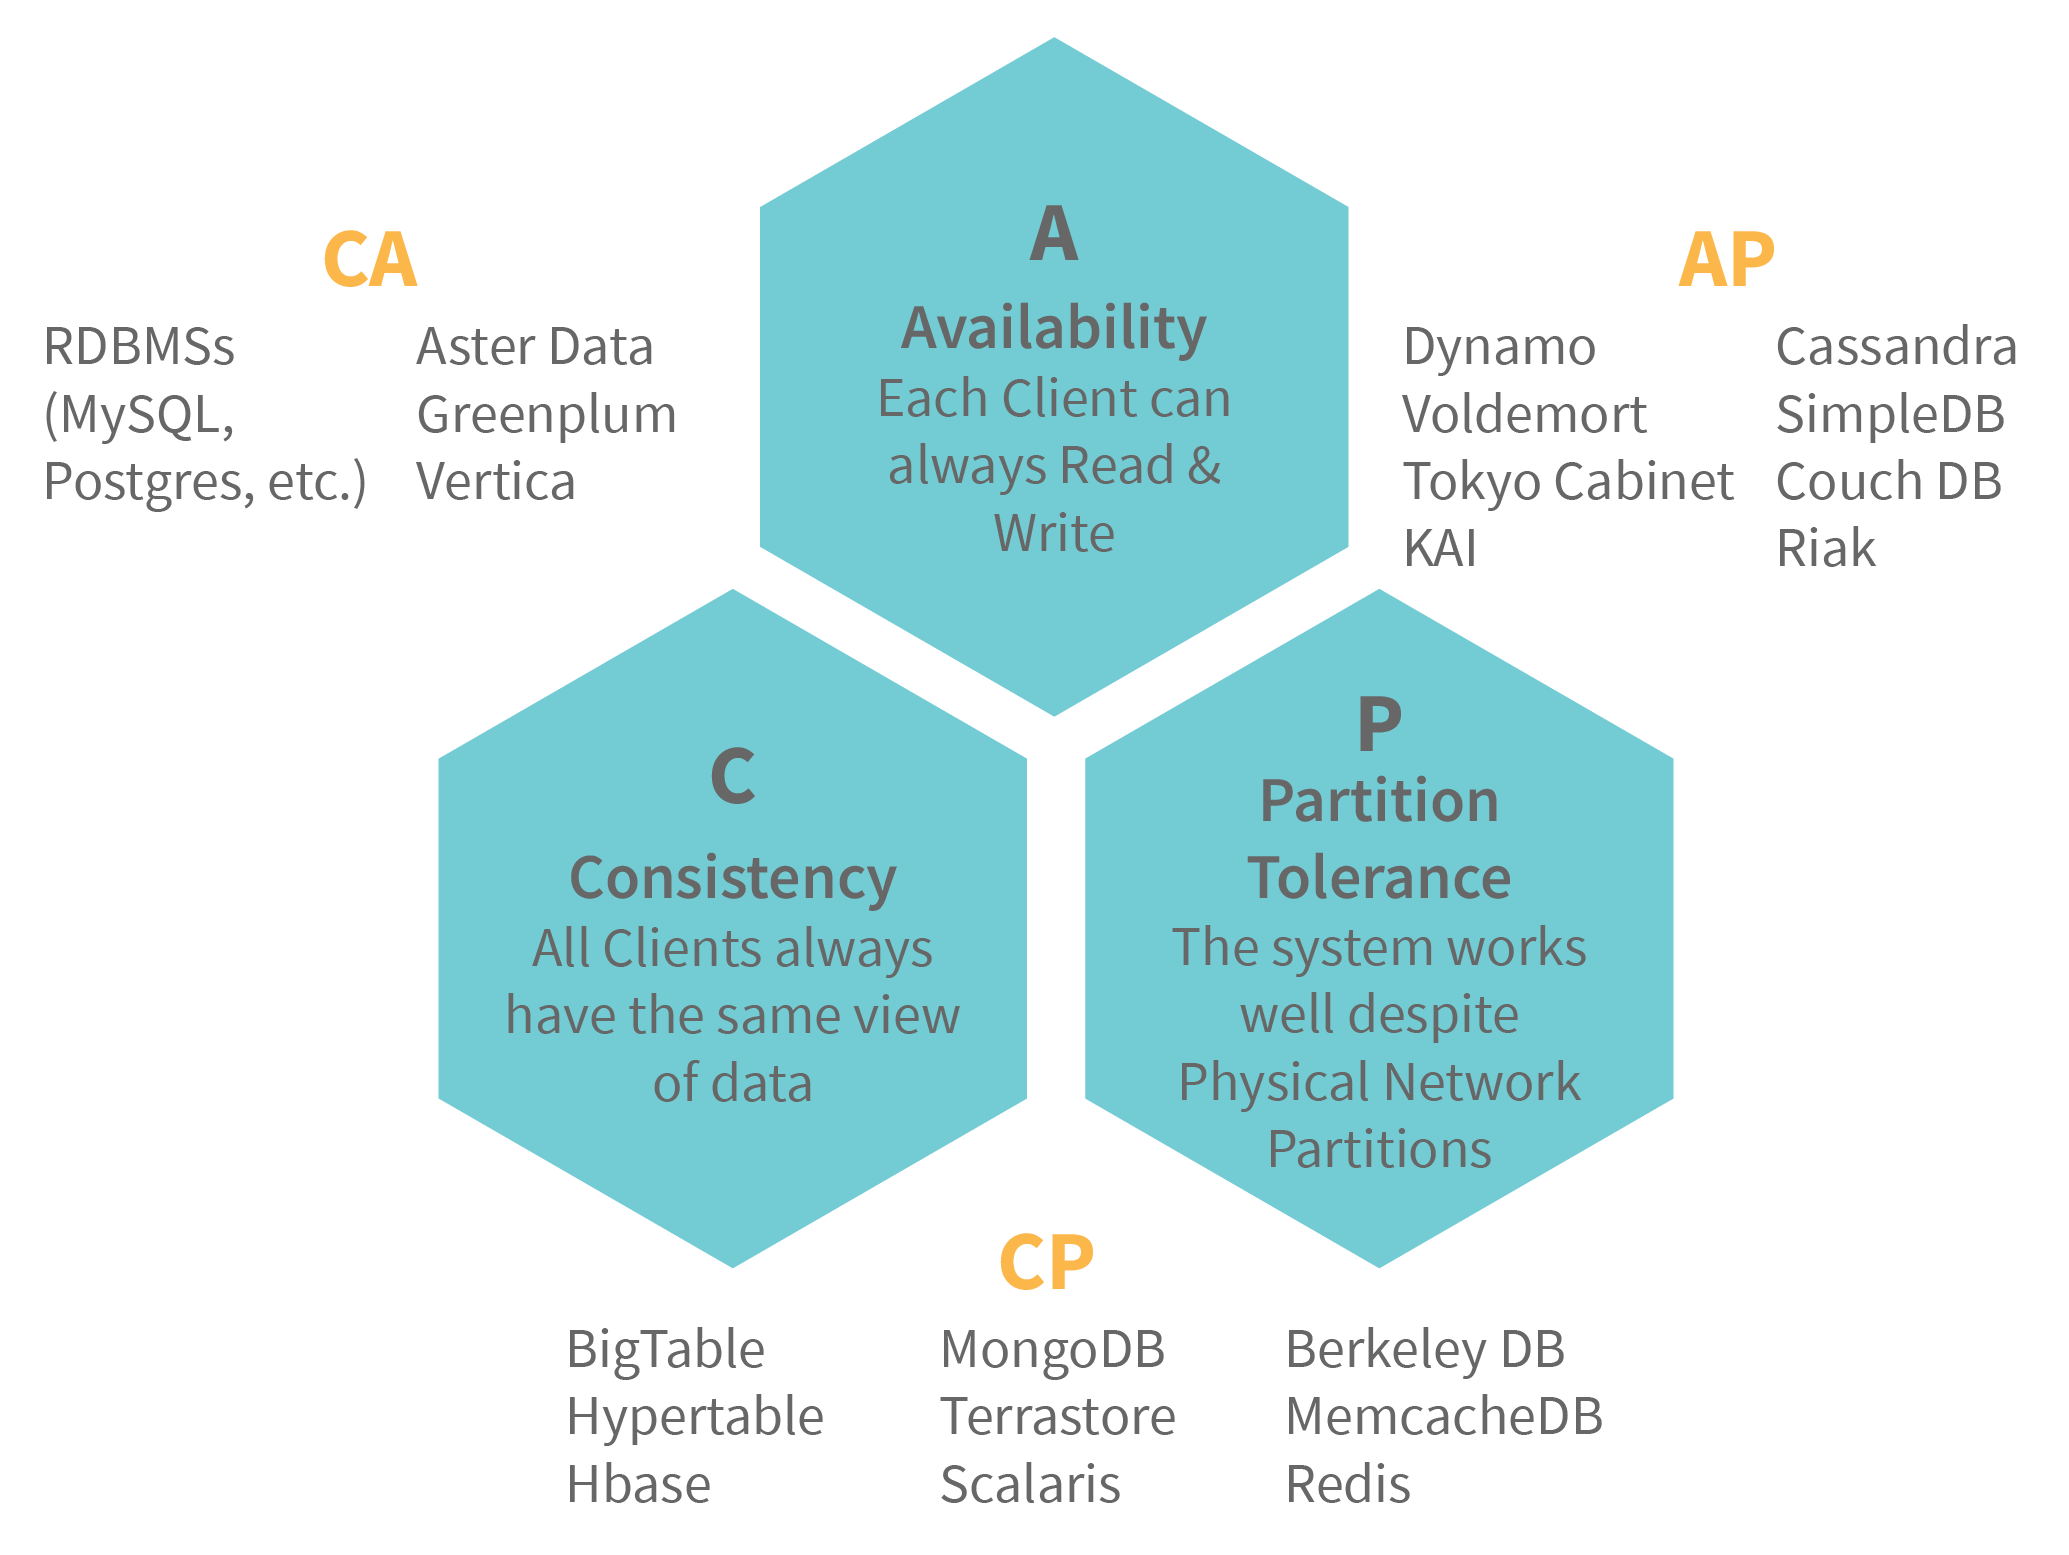 A
Availability
Each Client can
always Read &
Write
CA
RDBMSs
(MySQL,
Postgres, etc.)
Aster Data
Greenplum
Vertica
AP
Dynamo
Voldemort
Tokyo Cabinet
KAI
Cassandra
SimpleDB
Couch DB
Riak
C
Consistency
All Clients always
have the same view
of data
P
Partition
Tolerance
The system works
well despite
Physical Network
Partitions
CP
BigTable
Hypertable
Hbase
MongoDB
Terrastore
Scalaris
Berkeley DB
MemcacheDB
Redis